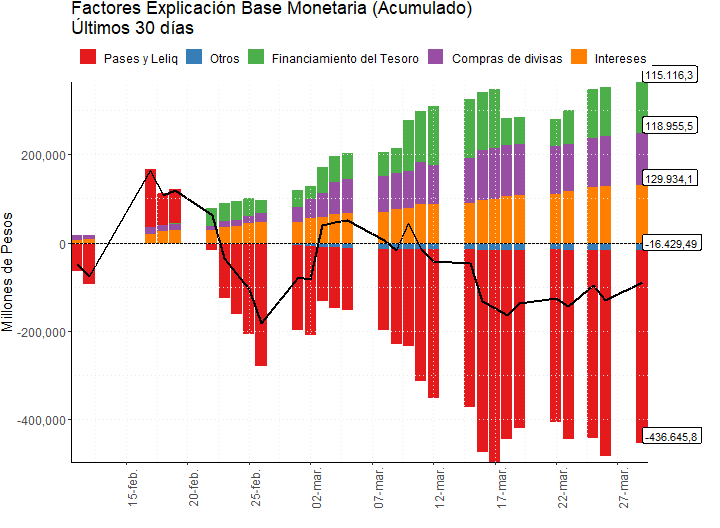 Factores Explicación Base Monetaria (Acumulado)
Últimos 30 días
Pases y Leliq
Otros
Financiamiento del Tesoro
Compras de divisas
Intereses
Millones de Pesos
200,000
0
-200,000
-400,000
115.116,3
118.955,5
129.934,1
-16.429,49
-436.645,8
15-feb.
20-feb.
25-feb.
02-mar.
07-mar.
12-mar.
17-mar.
22-mar.
27-mar.